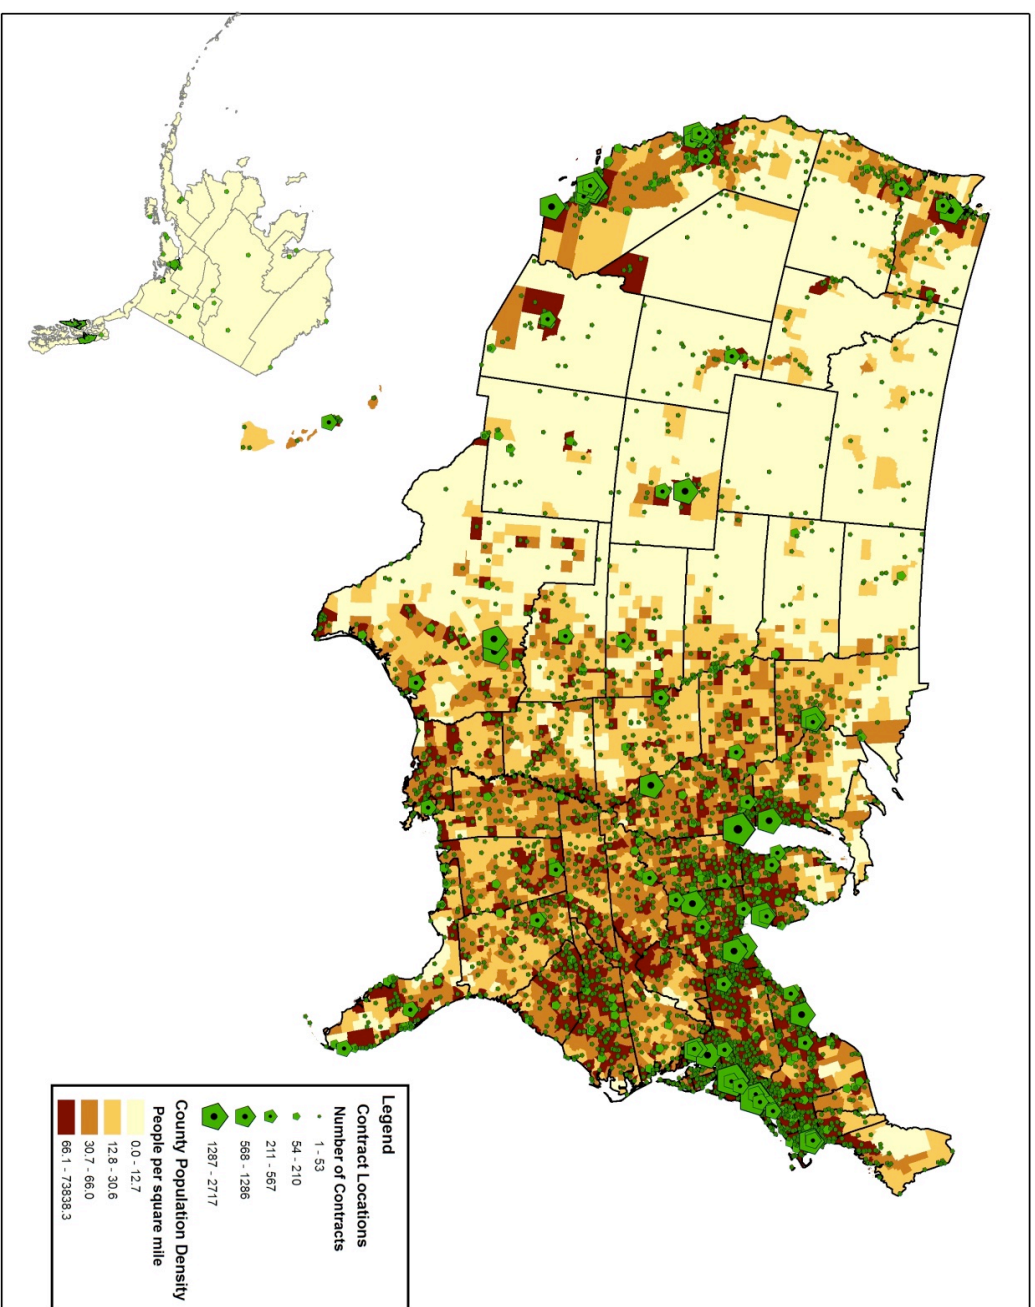 Legend
Contract Locations
Number of Contracts
1 - 53
54 - 210
211 - 567
568 - 1286
1287 - 2717
County Population Density
People per square mile
0.0 - 12.7
12.8 - 30.6
30.7 - 66.0
66.1 - 73838.3